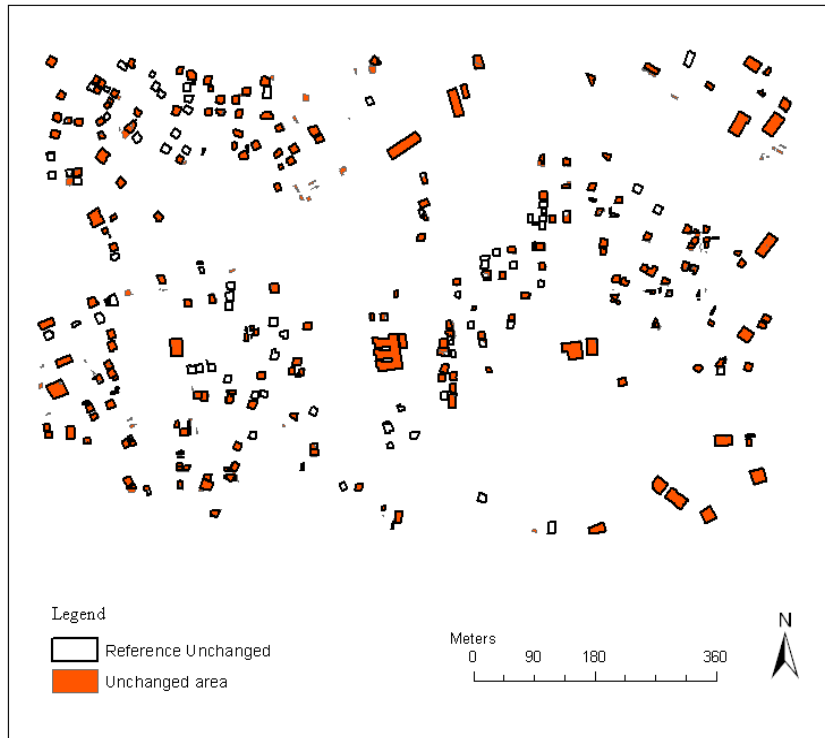 Legend
Reference Unchanged
Unchanged area
Meters
0 90 180 360
N